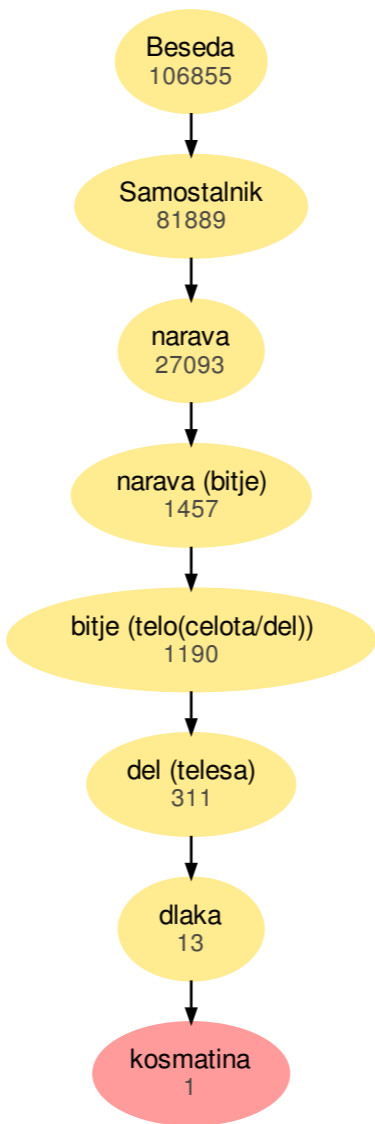 Beseda
106855
Samostalnik
81889
narava
27093
narava (bitje)
1457
bitje (telo(celota/del))
1190
del (telesa)
311
dlaka
13
kosmatina
1